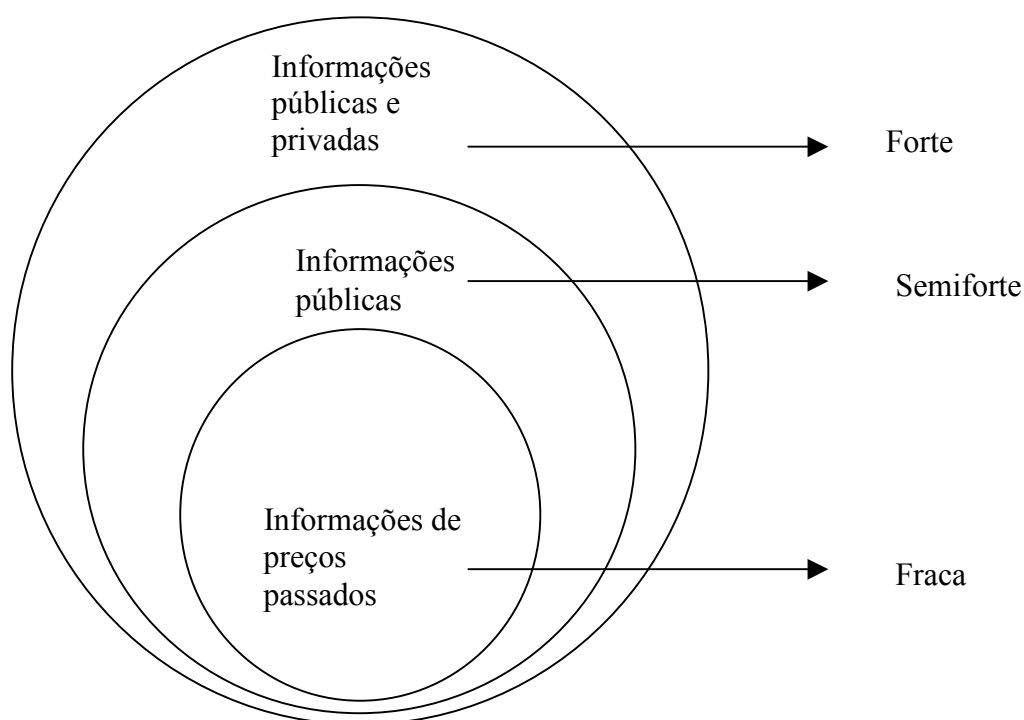 Informações
públicas e
privadas
Forte
Informações
públicas
Semiforte
Informações de
preços
passados
Fraca